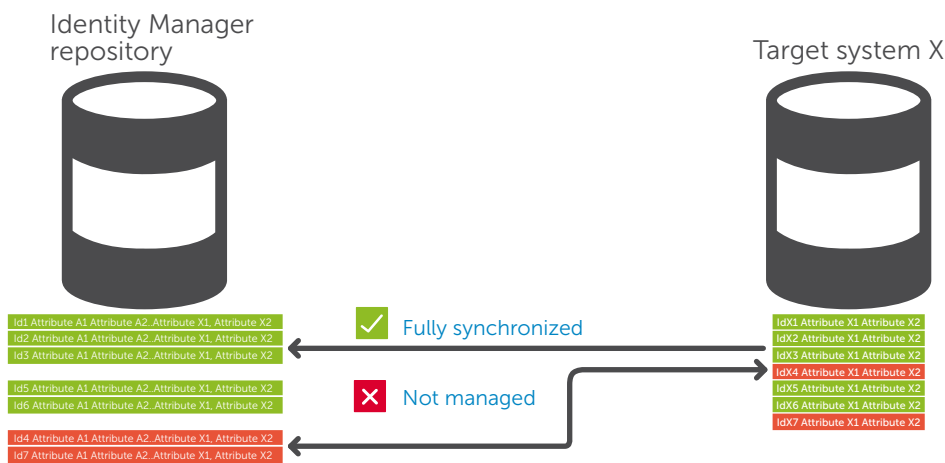 Identity Manager
repository
Target system X
Id1 Attribute A1 Attribute A2..Attribute X1, Attribute X2
Id2 Attribute A1 Attribute A2..Attribute X1, Attribute X2
Id3 Attribute A1 Attribute A2..Attribute X1, Attribute X2
Id5 Attribute A1 Attribute A2..Attribute X1, Attribute X2
Id6 Attribute A1 Attribute A2..Attribute X1, Attribute X2
Id4 Attribute A1 Attribute A2..Attribute X1, Attribute X2
Id7 Attribute A1 Attribute A2..Attribute X1, Attribute X2
Fully synchronized
Not managed
IdX1 Attribute X1 Attribute X2
IdX2 Attribute X1 Attribute X2
IdX3 Attribute X1 Attribute X2
IdX4 Attribute X1 Attribute X2
IdX5 Attribute X1 Attribute X2
IdX6 Attribute X1 Attribute X2
IdX7 Attribute X1 Attribute X2